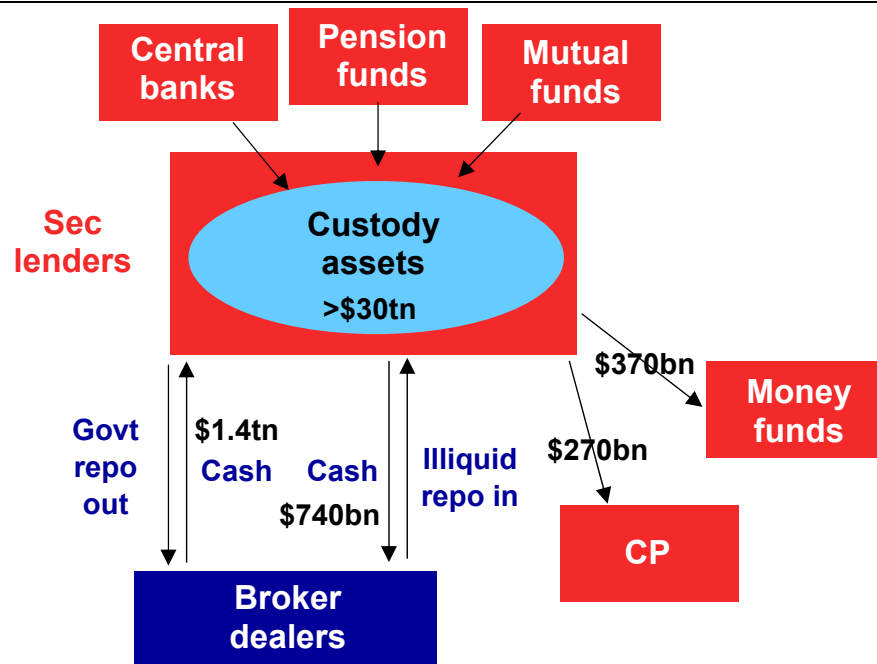 Central
banks
Pension
funds
Mutual
funds
Sec
lenders
Custody
assets
>$30tn
$370bn
Money
funds
Govt
repo
out
$1.4tn
Cash
Cash
$740bn
Illiquid
repo in
$270bn
CP
Broker
dealers